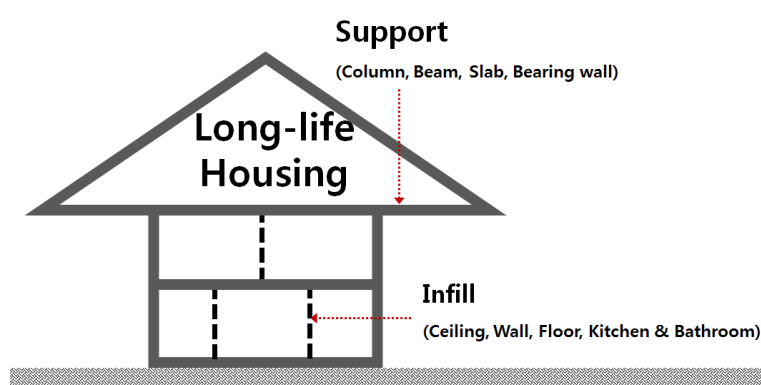 Support
(Column, Beam, Slab, Bearing wall)
Long-life
Housing
Infill
(Ceiling, Wall, Floor, Kitchen & Bathroom)